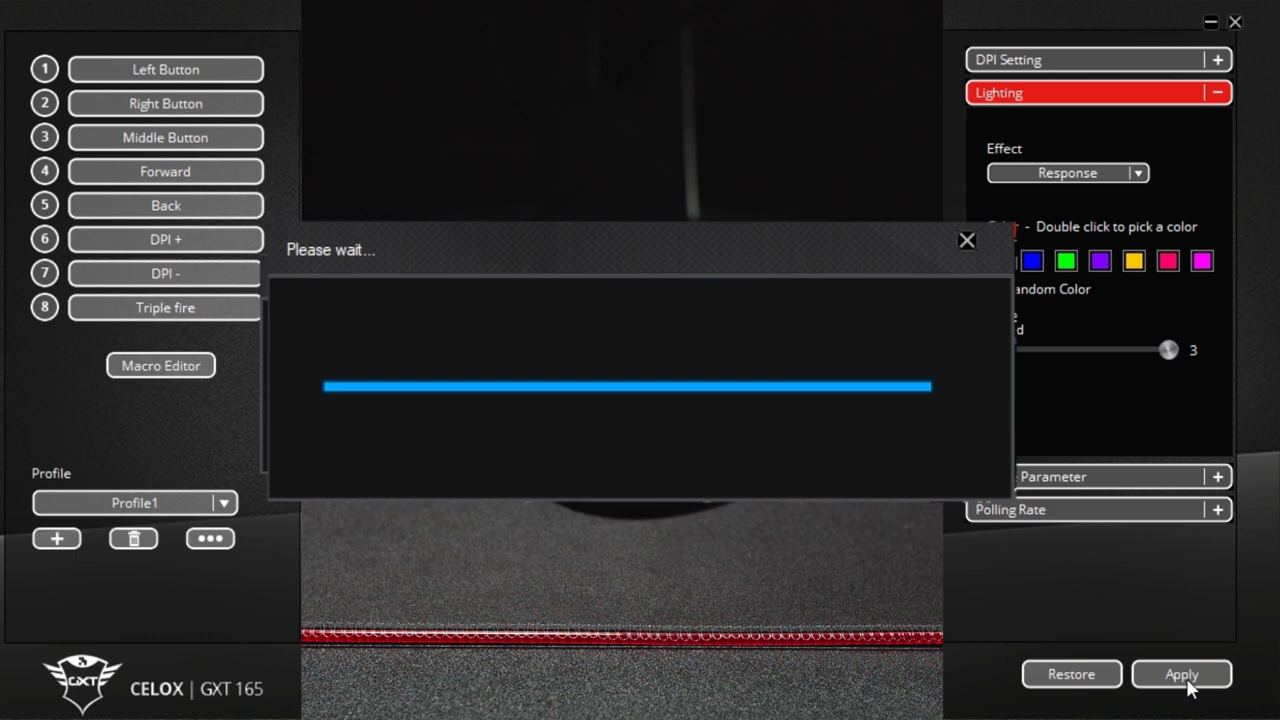 1 Left Button
2 Right Button
3 Middle Button
4 Forward
5 Back
6 DPI +
7 DPI -
8 Triple fire
Macro Editor
Profile
Profile1
Please wait...
DPI Setting
Lighting
Effect
Response
- Double click to pick a color
andom Color
d
3
Parameter
Polling Rate
GXT
CELOX | GXT 165
Restore
Apply